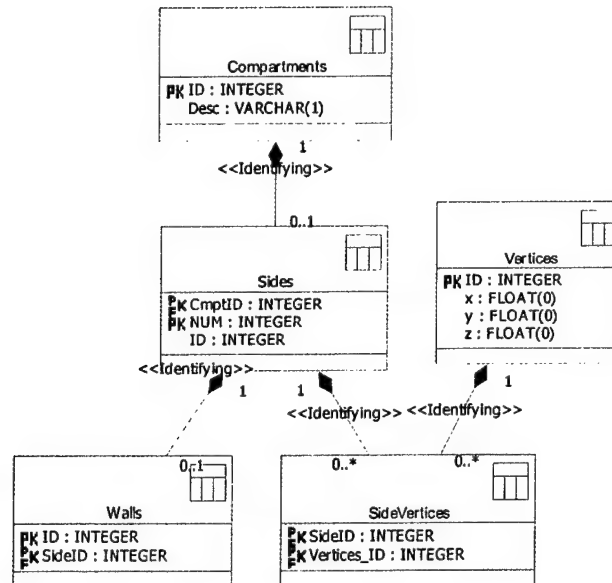 Compartments
PK ID : INTEGER
Desc : VARCHAR(1)
1
<<Identifying>>
0..1
Sides
PK CmptID : INTEGER
PK NUM : INTEGER
ID : INTEGER
Vertices
PK ID : INTEGER
x : FLOAT(0)
y : FLOAT(0)
z : FLOAT(0)
<<Identifying>>
1
1
<<Identifying>>
1
<<Identifying>>
0..1
0..*
0..*
Walls
PK ID : INTEGER
PK SideID : INTEGER
SideVertices
PK SideID : INTEGER
PK Vertices_ID : INTEGER